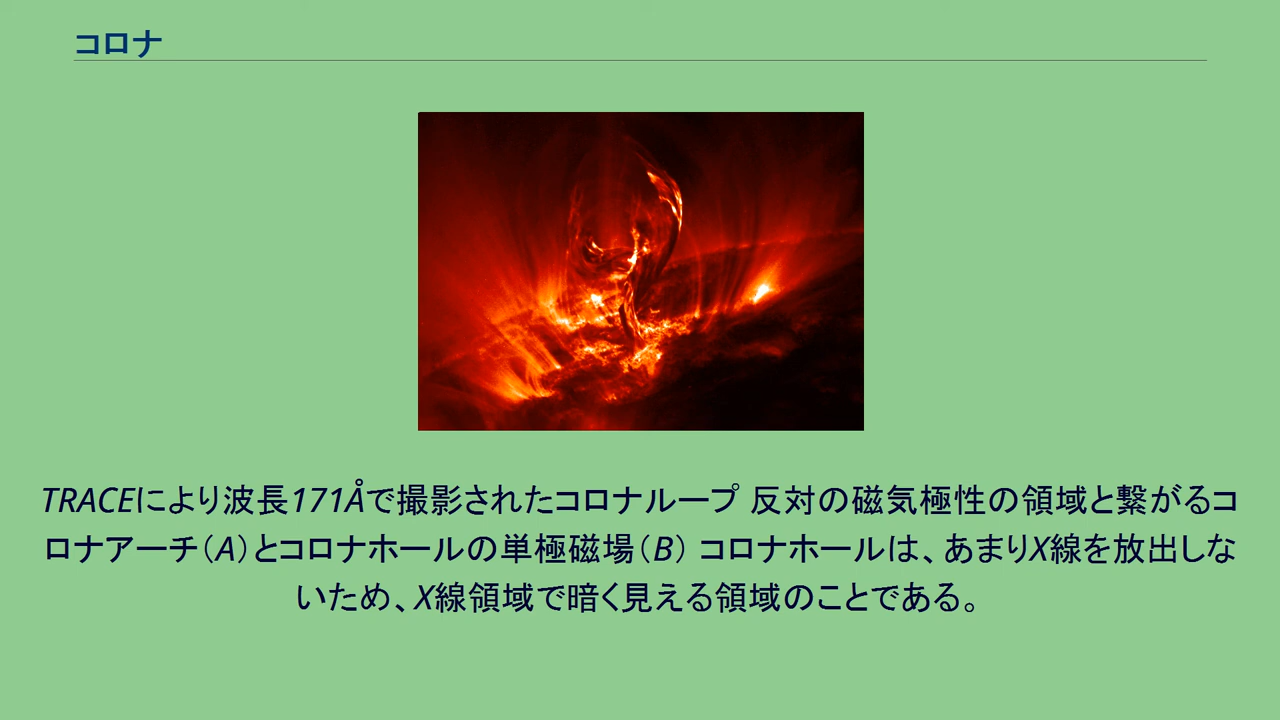 コロナ
TRACEにより波長171Åで撮影されたコロナループ 反対の磁気極性の領域と繋がるコ
ロナアーチ（A）とコロナホールの単極磁場（B） コロナホールは、あまりX線を放出しな
いため、X線領域で暗く見える領域のことである。